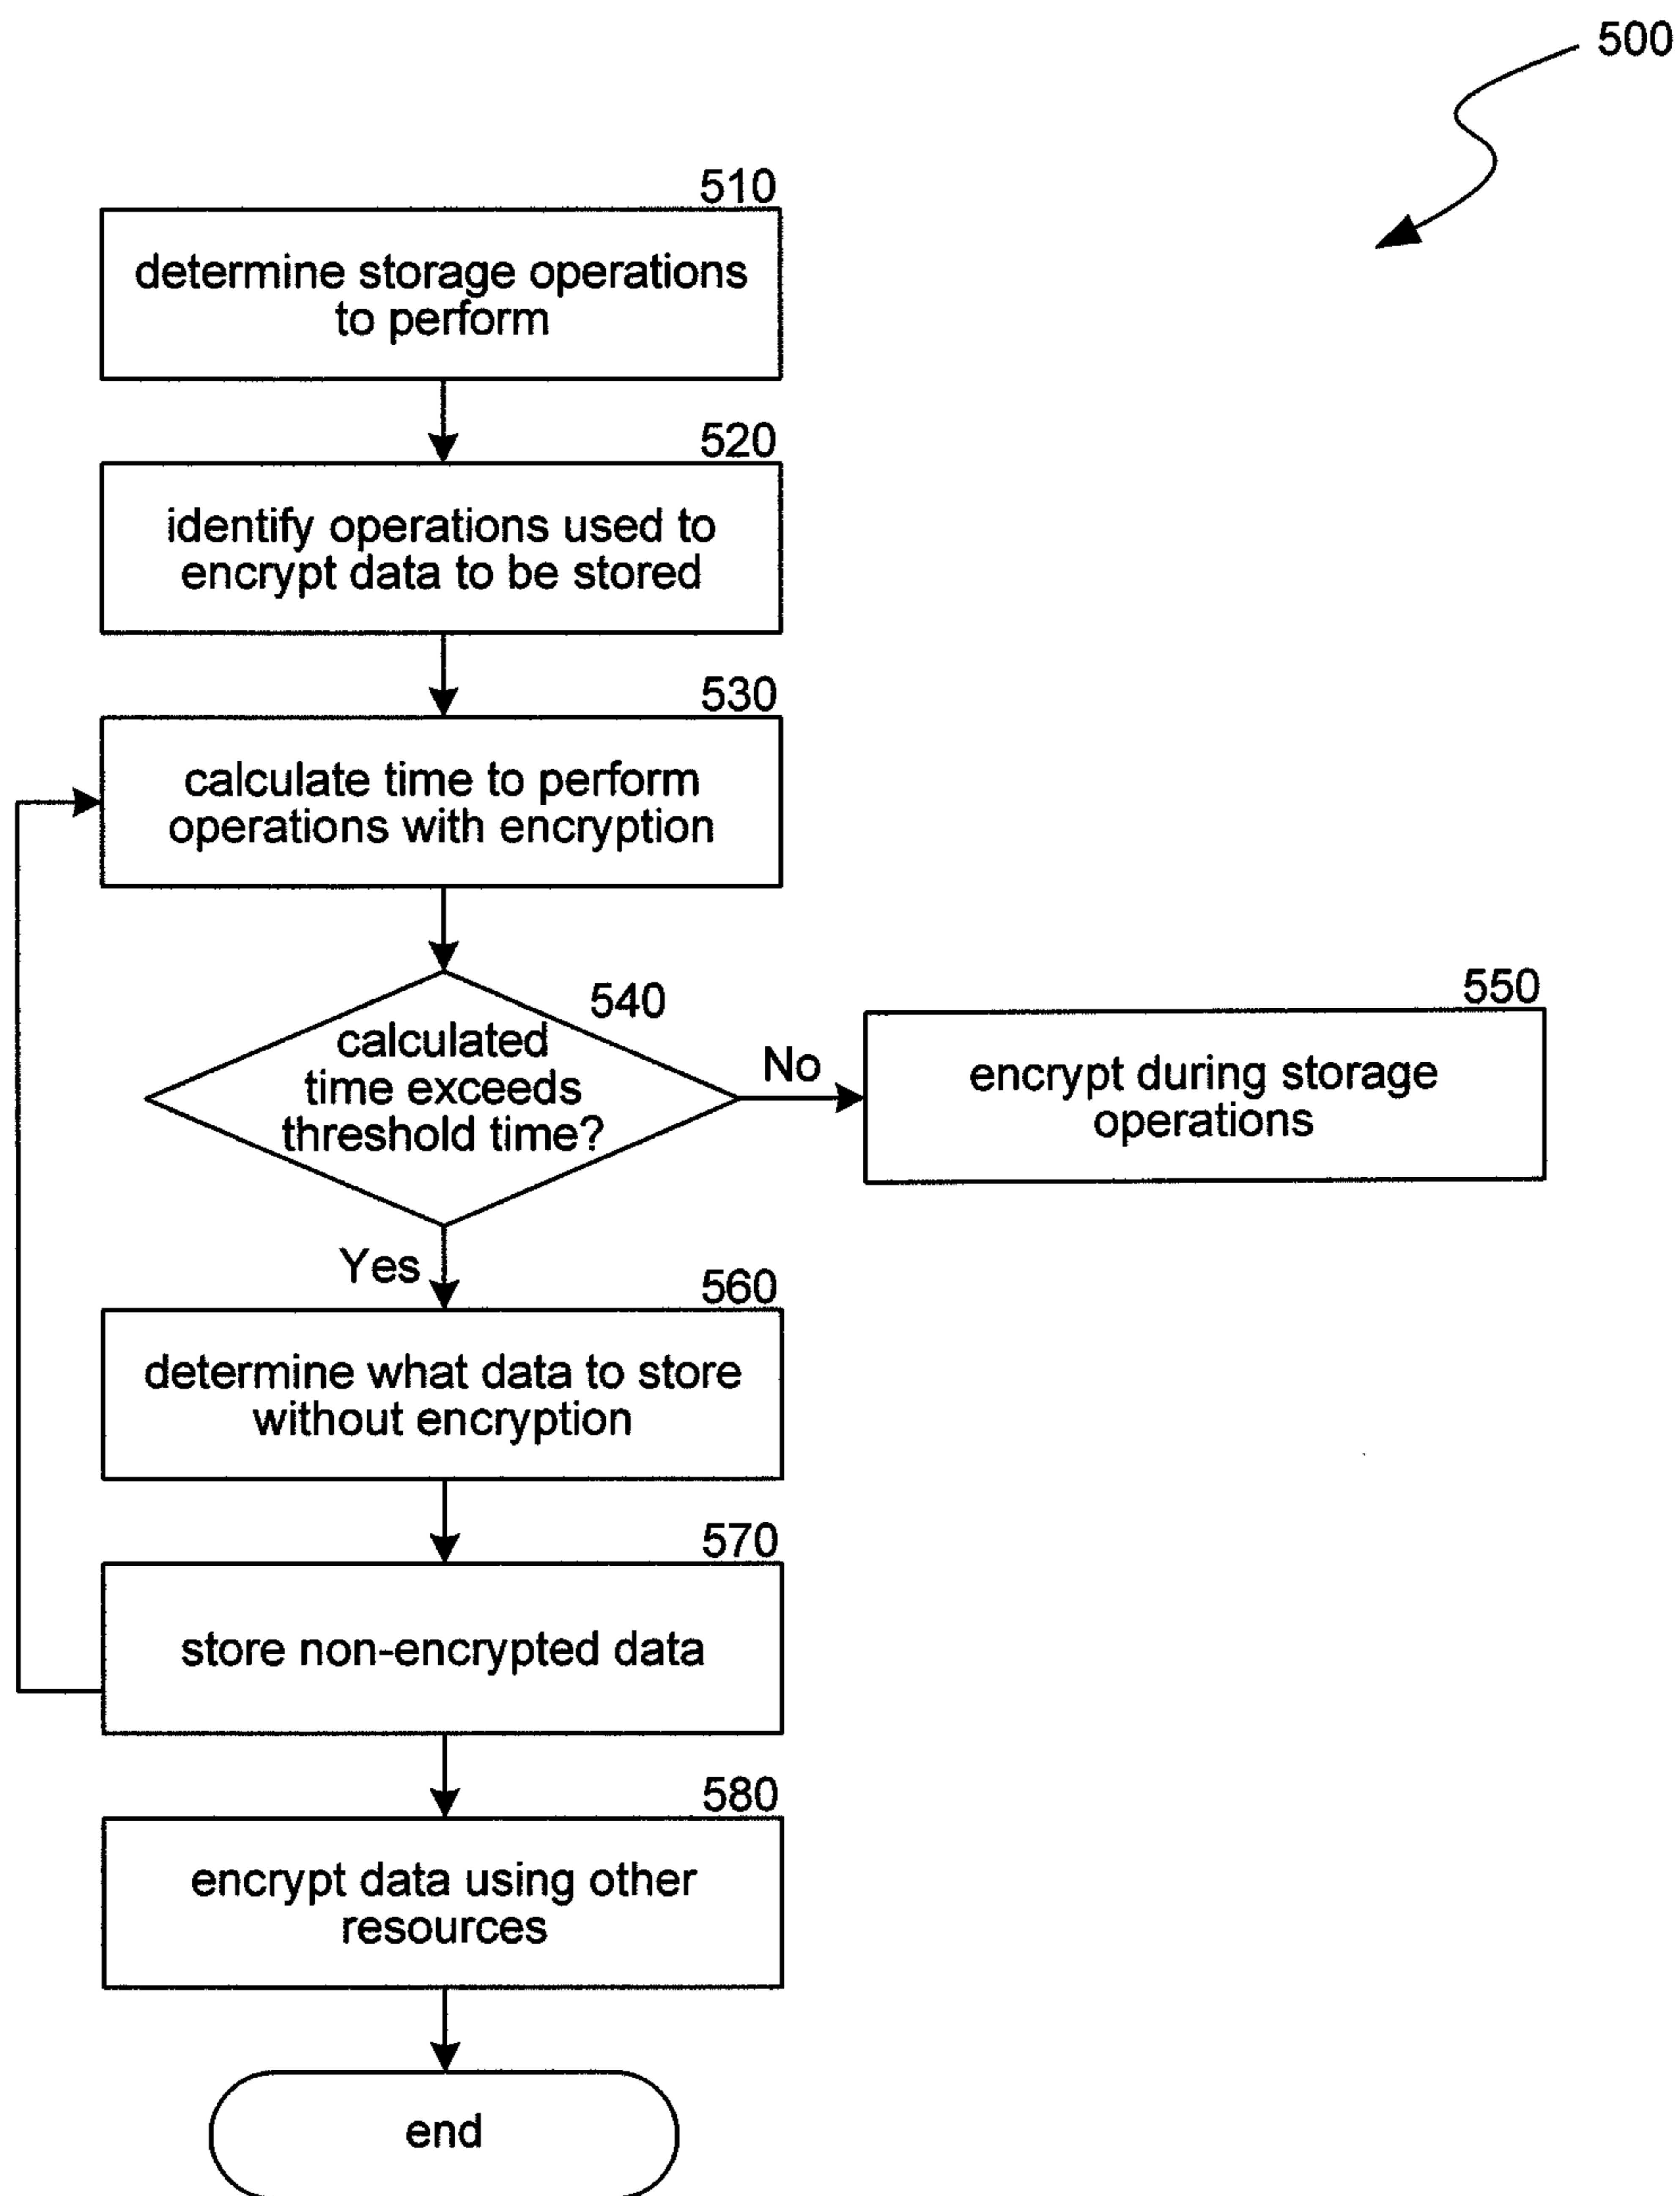 500
510
determine storage operations
to perform
520
identify operations used to
encrypt data to be stored
530
calculate time to perform
operations with encryption
540
calculated
time exceeds
threshold time?
No
550
encrypt during storage
operations
Yes
560
determine what data to store
without encryption
570
store non-encrypted data
580
encrypt data using other
resources
end